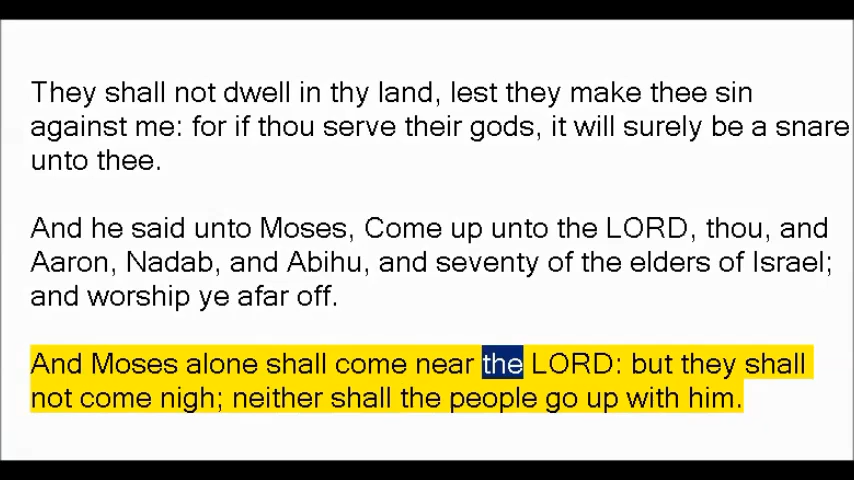 They shall not dwell in thy land, lest they make thee sin
against me: for if thou serve their gods, it will surely be a snare
unto thee.
And he said unto Moses, Come up unto the LORD, thou, and
Aaron, Nadab, and Abihu, and seventy of the elders of Israel;
and worship ye afar off.
And Moses alone shall come near the LORD: but they shall
not come nigh; neither shall the people go up with him.